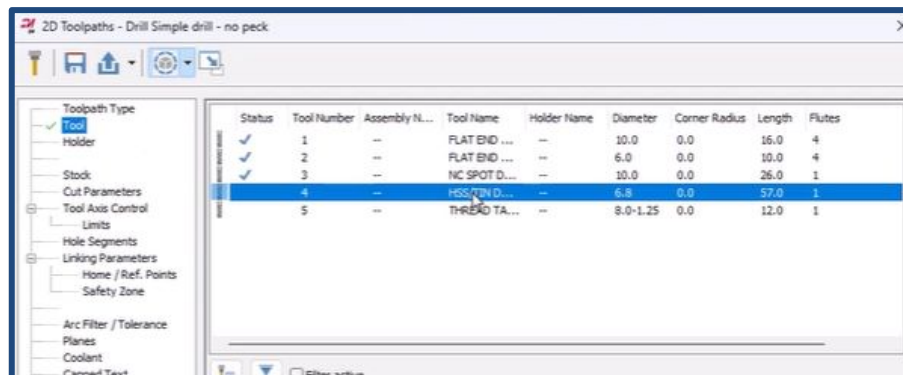 2D Toolpaths - Drill Simple drill - no peck
Toolpath Type
Tool
Holder
Stock
Cut Parameters
Tool Axis Control
Limits
Hole Segments
Linking Parameters
Home / Ref. Points
Safety Zone
Arc Filter / Tolerance
Planes
Coolant
Canned Text
Status Tool Number Assembly N... Tool Name Holder Name Diameter Corner Radius Length Flutes
1 -- FLAT END ... -- 10.0 0.0 16.0 4
2 -- FLAT END ... -- 6.0 0.0 10.0 4
3 -- NC SPOT D... -- 10.0 0.0 26.0 1
4 -- HSS/TIN D... -- 6.8 0.0 57.0 1
5 -- THREAD TA... -- 8.0-1.25 0.0 12.0 1
Filter active